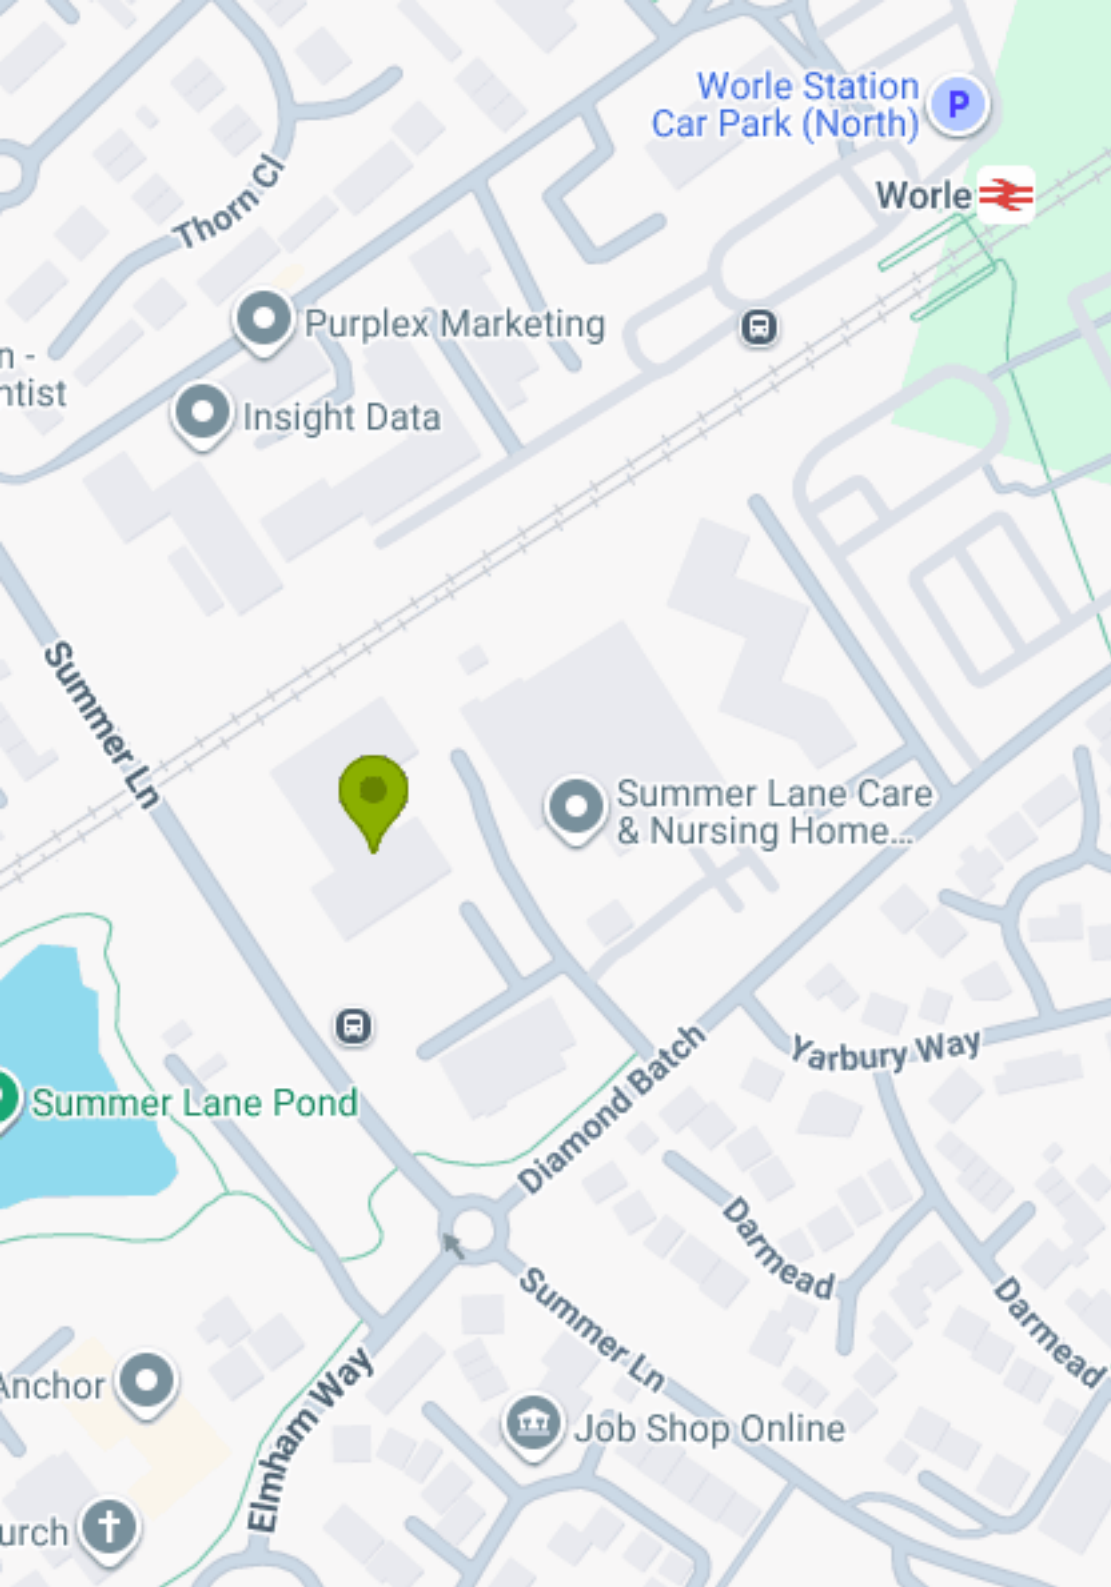 Worle Station
Car Park (North)
P
Worle
Thorn Cl
Purplex Marketing
n -
ntist
Insight Data
Summer Ln
Summer Lane Care
& Nursing Home...
Diamond Batch
Yarbury Way
Summer Lane Pond
Darmead
Summer Ln
Darmead
Elmham Way
Anchor
Job Shop Online
urch